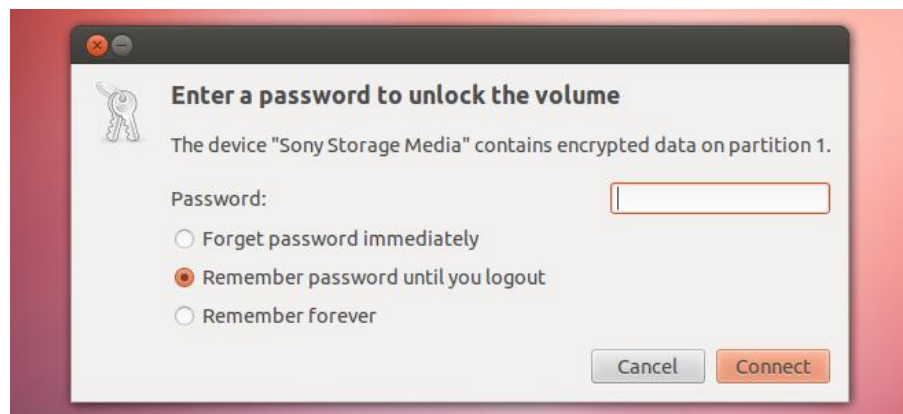 Enter a password to unlock the volume
The device "Sony Storage Media" contains encrypted data on partition 1.
Password:
Forget password immediately
Remember password until you logout
Remember forever
Cancel Connect